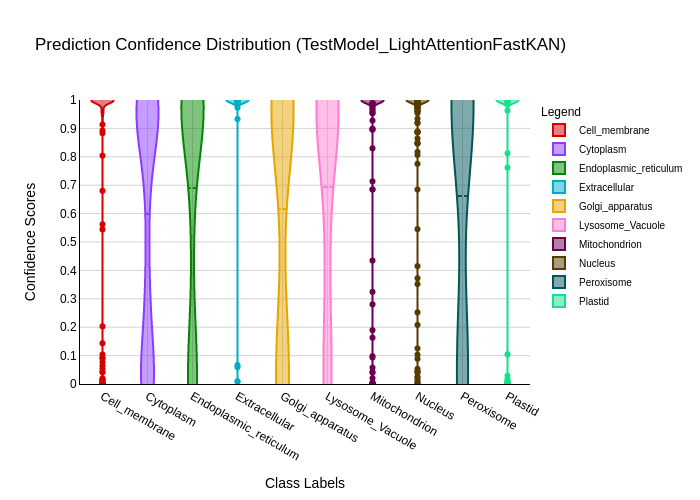 Prediction Confidence Distribution (TestModel_LightAttentionFastKAN)
Confidence Scores
1
0.9
0.8
0.7
0.6
0.5
0.4
0.3
0.2
0.1
0
Cell_membrane
Cytoplasm
Endoplasmic_reticulum
Extracellular
Golgi_apparatus
Lysosome_Vacuole
Mitochondrion
Nucleus
Peroxisome
Plastid
Class Labels
Legend
Cell_membrane
Cytoplasm
Endoplasmic_reticulum
Extracellular
Golgi_apparatus
Lysosome_Vacuole
Mitochondrion
Nucleus
Peroxisome
Plastid